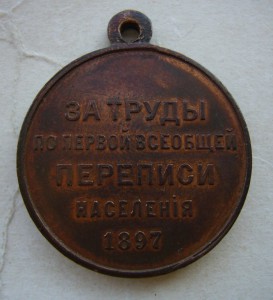 ЗА ТРУДЫ
ПО ПЕРВОЙ ВСЕОБЩЕЙ
ПЕРЕПИСИ
НАСЕЛЕНІЯ
1897